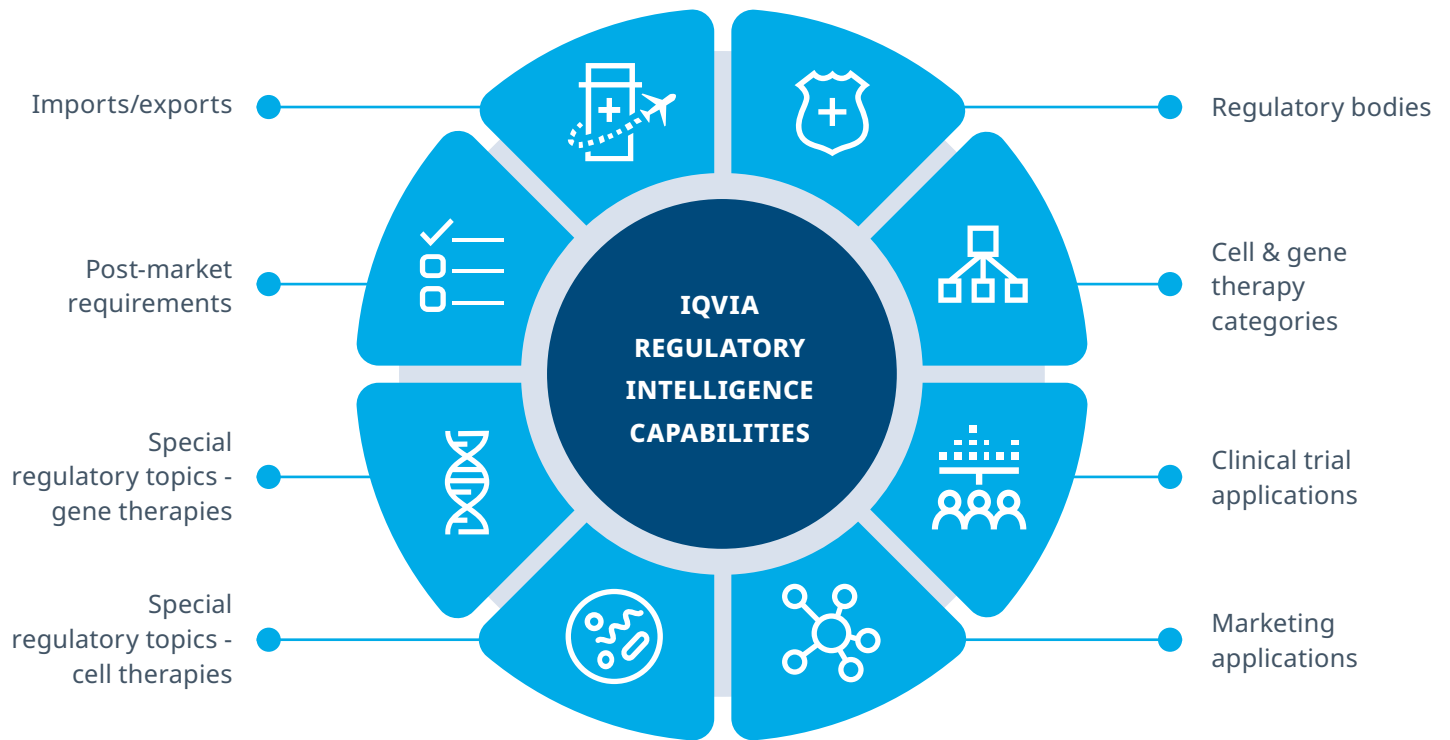 Imports/exports
Post-market
requirements
Special
regulatory topics -
gene therapies
Special
regulatory topics -
cell therapies
IQVIA
REGULATORY
INTELLIGENCE
CAPABILITIES
Regulatory bodies
Cell & gene
therapy
categories
Clinical trial
applications
Marketing
applications